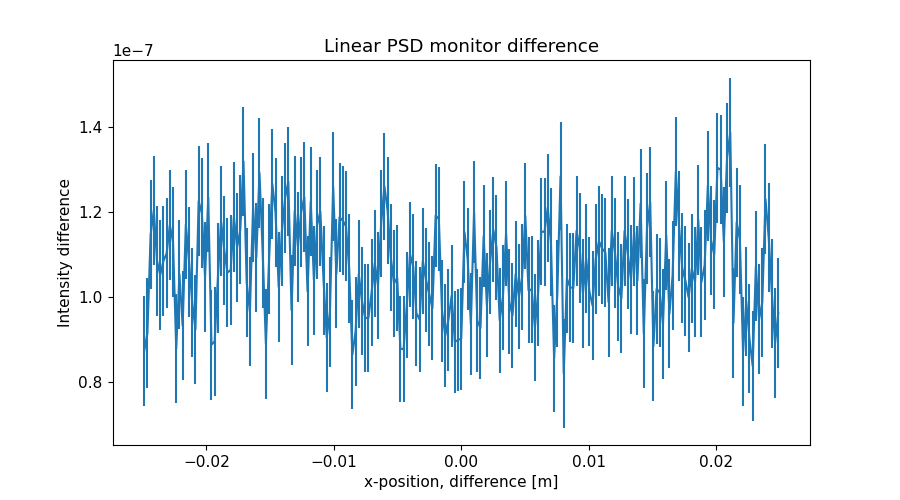 Linear PSD monitor difference
1e−7
1.4
1.2
1.0
0.8
Intensity difference
−0.02
−0.01
0.00
0.01
0.02
x-position, difference [m]